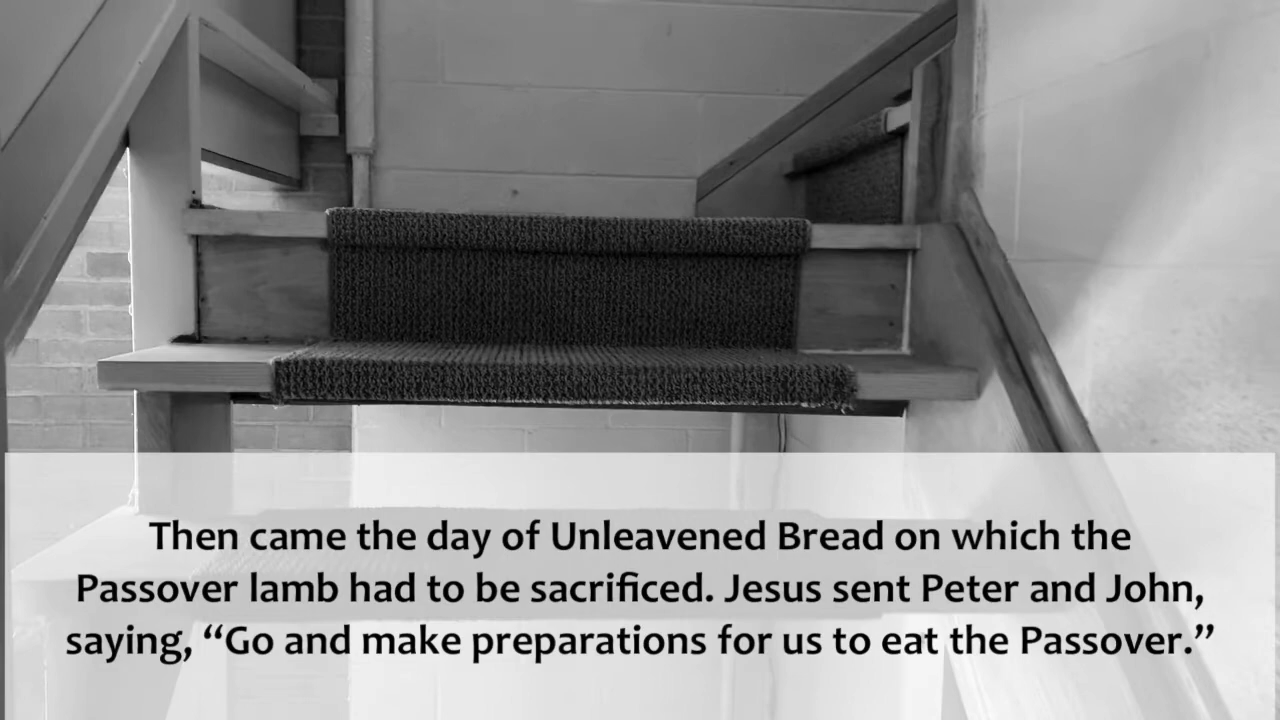 Then came the day of Unleavened Bread on which the
Passover lamb had to be sacrificed. Jesus sent Peter and John,
saying, “Go and make preparations for us to eat the Passover.”